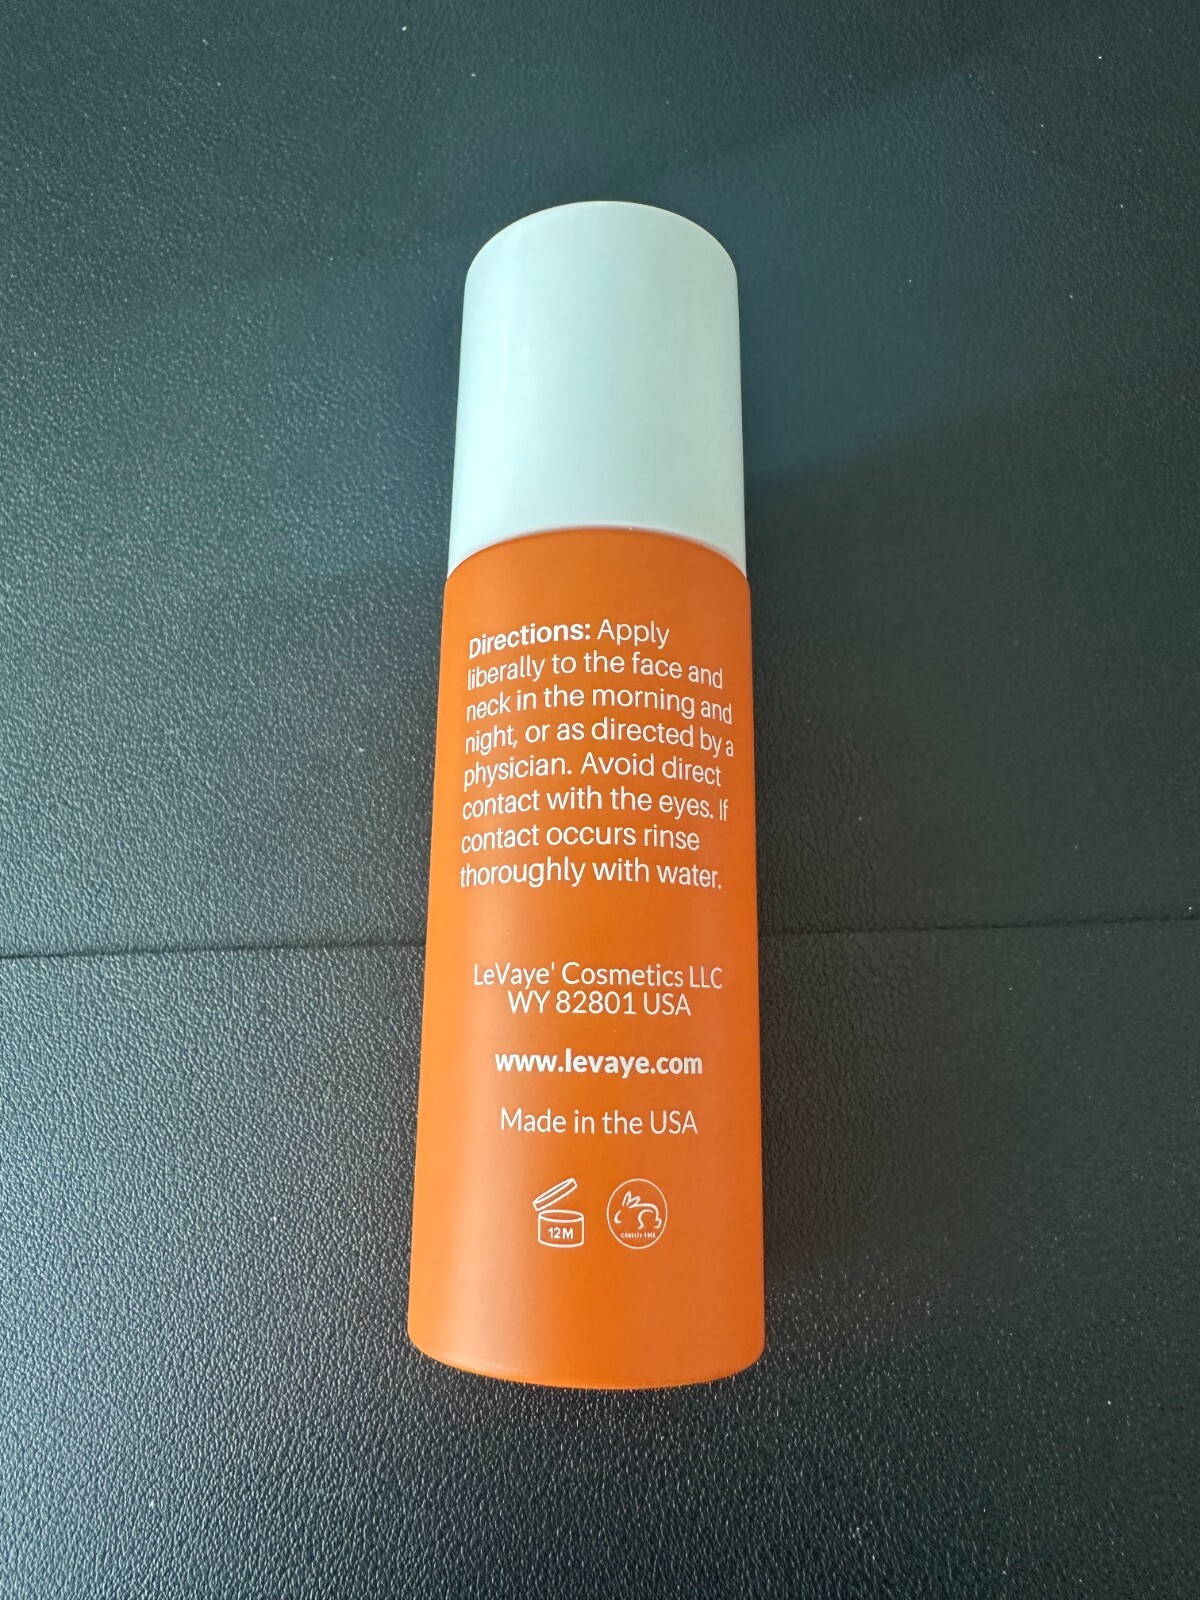 Directions: Apply
liberally to the face and
neck in the morning and
night, or as directed by a
physician. Avoid direct
contact with the eyes. If
contact occurs rinse
thoroughly with water.
LeVaye' Cosmetics LLC
WY 82801 USA
www.levaye.com
Made in the USA
12M
CRUELTY FREE